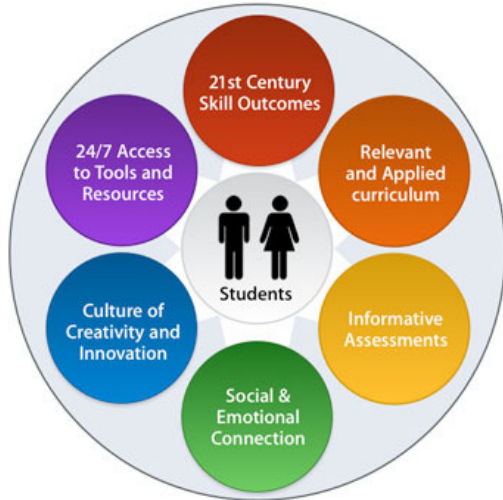 21st Century
Skill Outcomes
Relevant
and Applied
curriculum
Informative
Assessments
Social &
Emotional
Connection
Culture of
Creativity and
Innovation
24/7 Access
to Tools and
Resources
Students